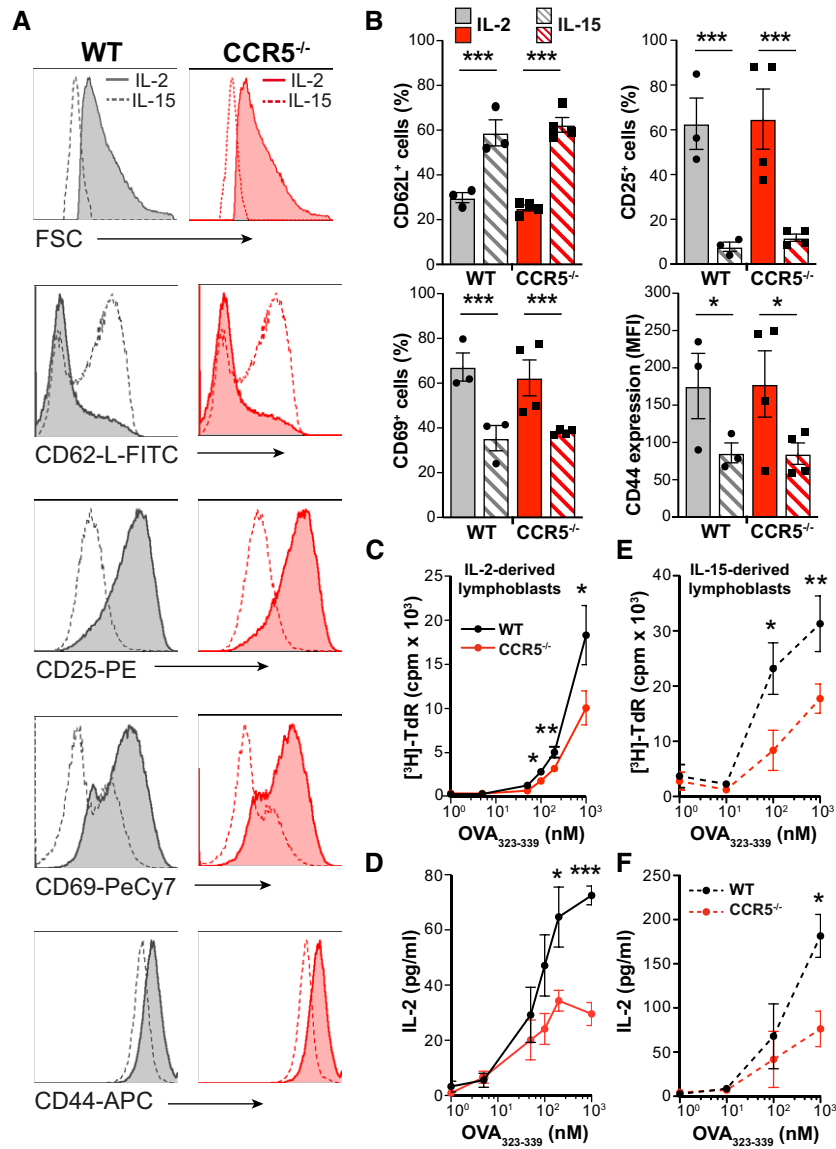 A
WT
CCR5-/-
IL-2
IL-15
IL-2
IL-15
FSC
CD62-L-FITC
CD25-PE
CD69-PeCy7
CD44-APC
B
IL-2
IL-15
CD62L+ cells (%)
100
80
60
40
20
0
***
***
WT
CCR5-/-
CD25+ cells (%)
100
80
60
40
20
0
***
***
WT
CCR5-/-
CD69+ cells (%)
100
80
60
40
20
0
***
***
WT
CCR5-/-
CD44 expression (MFI)
300
250
200
150
100
50
0
*
*
WT
CCR5-/-
C
IL-2-derived
lymphoblasts
WT
CCR5-/-
[³H]-TdR (cpm x 10³)
25
20
15
10
5
0
*
**
*
10⁰ 10¹ 10² 10³
OVA₃₂₃₋₃₃₉ (nM)
E
IL-15-derived
lymphoblasts
[³H]-TdR (cpm x 10³)
40
30
20
10
0
*
**
10⁰ 10¹ 10² 10³
OVA₃₂₃₋₃₃₉ (nM)
D
IL-2 (pg/ml)
80
60
40
20
0
*
***
10⁰ 10¹ 10² 10³
OVA₃₂₃₋₃₃₉ (nM)
F
WT
CCR5-/-
IL-2 (pg/ml)
250
200
150
100
50
0
*
10⁰ 10¹ 10² 10³
OVA₃₂₃₋₃₃₉ (nM)